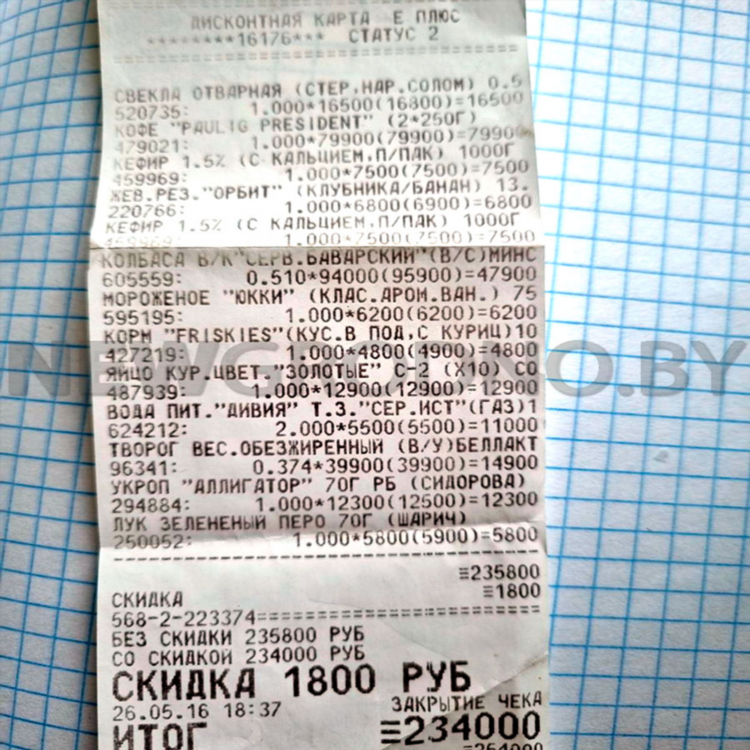 ДИСКОНТНАЯ КАРТА Е ПЛЮС
********16176*** СТАТУС 2
СВЕКЛА ОТВАРНАЯ (СТЕР.НАР.СОЛОМ) 0.5
520735: 1.000*16500(16800)=16500
КОФЕ "PAULIG PRESIDENT" (2*250Г)
479021: 1.000*79900(79900)=79900
КЕФИР 1.5% (С КАЛЬЦИЕМ.П/ПАК) 1000Г
459969: 1.000*7500(7500)=7500
ЖЕВ.РЕЗ."ОРБИТ" (КЛУБНИКА/БАНАН) 13.
220766: 1.000*6800(6900)=6800
КЕФИР 1.5% (С КАЛЬЦИЕМ.П/ПАК) 1000Г
459969: 1.000*7500(7500)=7500
КОЛБАСА В/К"СЕРВ.БАВАРСКИЙ"(В/С)МИНС
605559: 0.510*94000(95900)=47900
МОРОЖЕНОЕ "ЮККИ" (КЛАС.АРОМ.ВАН.) 75
595195: 1.000*6200(6200)=6200
КОРМ "FRISKIES"(КУС.В ПОД,С КУРИЦ)10
427219: 1.000*4800(4900)=4800
ЯЙЦО КУР.ЦВЕТ."ЗОЛОТЫЕ" С-2 (Х10) СО
487939: 1.000*12900(12900)=12900
ВОДА ПИТ."ДИВИЯ" Т.З."СЕР.ИСТ"(ГАЗ)1
624212: 2.000*5500(5500)=11000
ТВОРОГ ВЕС.ОБЕЗЖИРЕННЫЙ (В/У)БЕЛЛАКТ
96341: 0.374*39900(39900)=14900
УКРОП "АЛЛИГАТОР" 70Г РБ (СИДОРОВА)
294884: 1.000*12300(12500)=12300
ЛУК ЗЕЛЕНЕНЫЙ ПЕРО 70Г (ШАРИЧ)
250052: 1.000*5800(5900)=5800
≡235800
СКИДКА ≡1800
568-2-223374====================
БЕЗ СКИДКИ 235800 РУБ
СО СКИДКОЙ 234000 РУБ
СКИДКА 1800 РУБ
26.05.16 18:37 ЗАКРЫТИЕ ЧЕКА
ИТОГ ≡234000
NEWGRODNO.BY